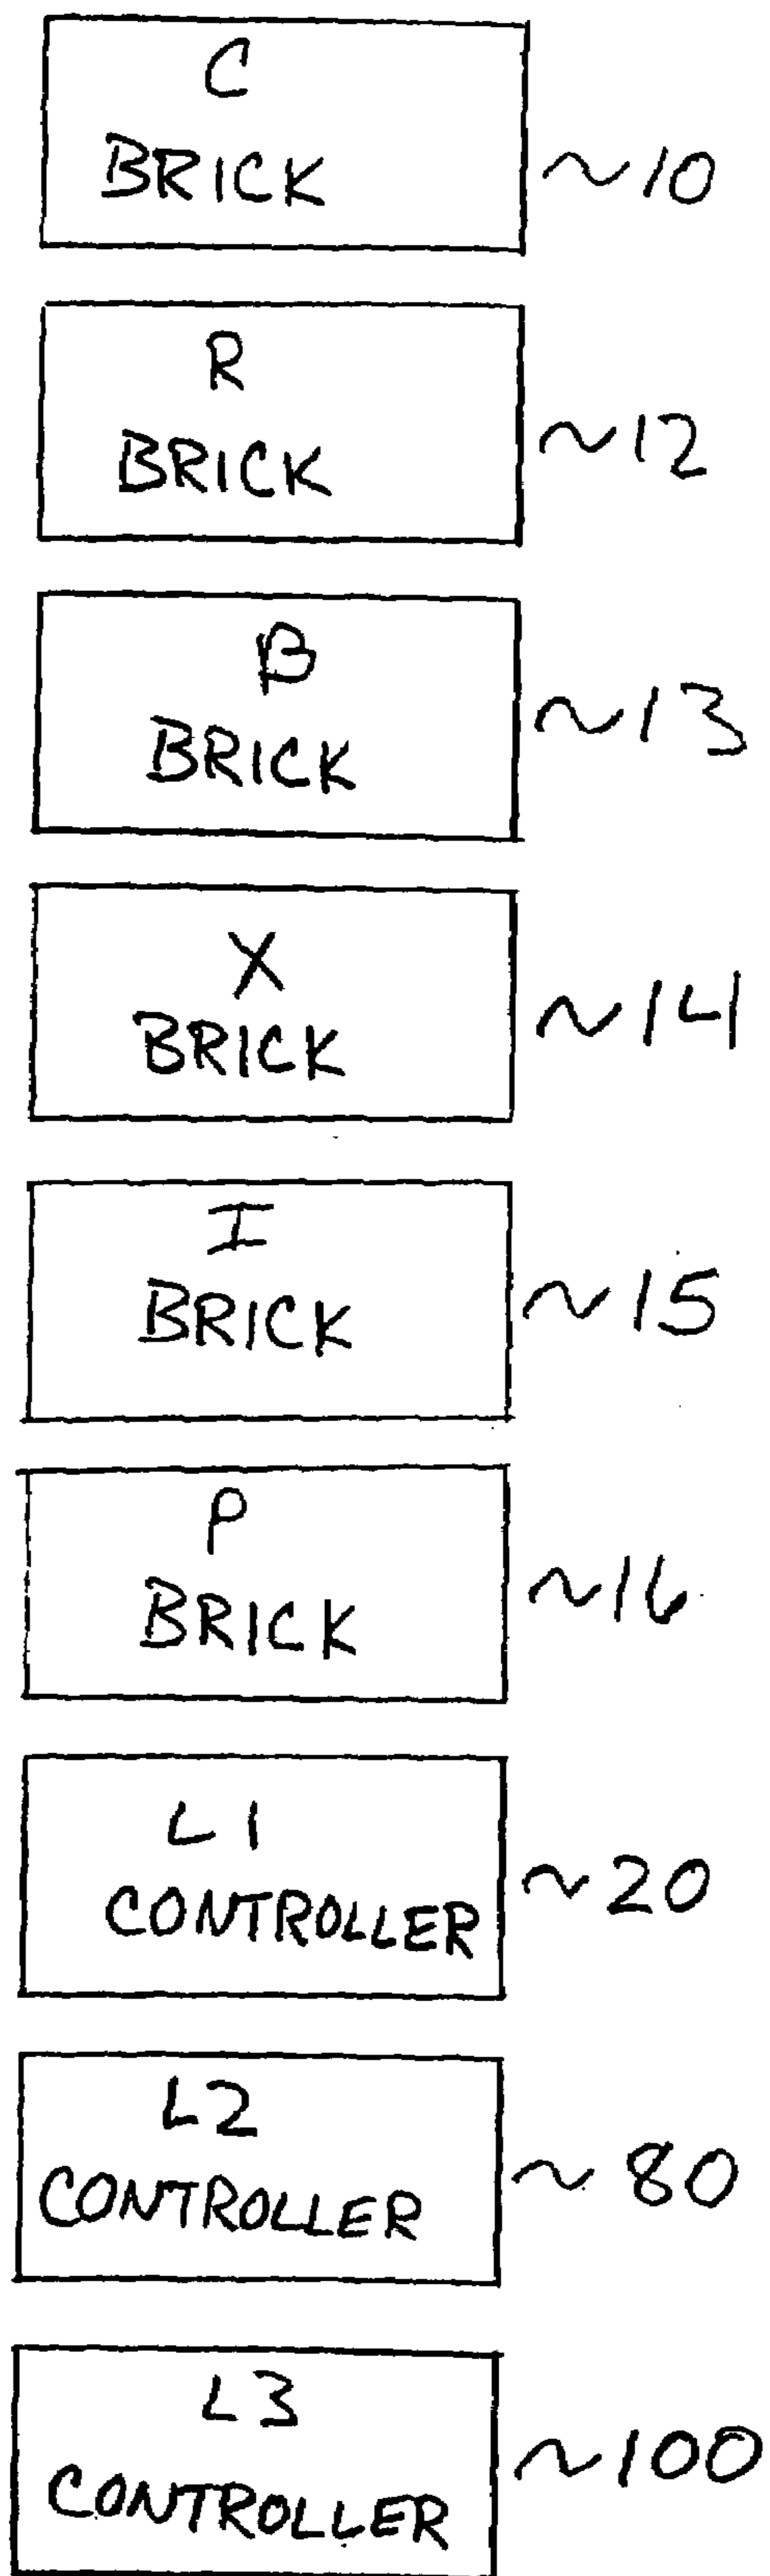 C
BRICK ~10
R
BRICK ~12
B
BRICK ~13
X
BRICK ~14
I
BRICK ~15
P
BRICK ~16
L1
CONTROLLER ~20
L2
CONTROLLER ~80
L3
CONTROLLER ~100